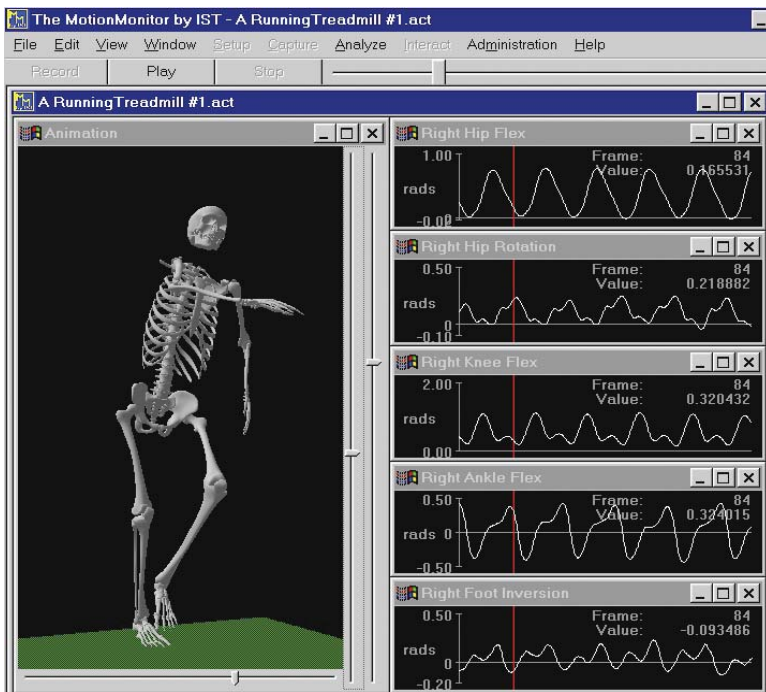 The MotionMonitor by IST - A RunningTreadmill #1.act
File Edit View Window Setup Capture Analyze Interact Administration Help
Record Play Stop
A RunningTreadmill #1.act
Animation
Right Hip Flex
1.00 Frame: 84
Value: 0.165531
rads
Right Hip Rotation
0.50 Frame: 84
Value: 0.218882
rads
0
-0.10
Right Knee Flex
2.00 Frame: 84
Value: 0.320432
rads
0.00
Right Ankle Flex
0.50 Frame: 84
Value: 0.324015
rads 0
-0.50
Right Foot Inversion
0.50 Frame: 84
Value: -0.093486
rads
0
-0.20